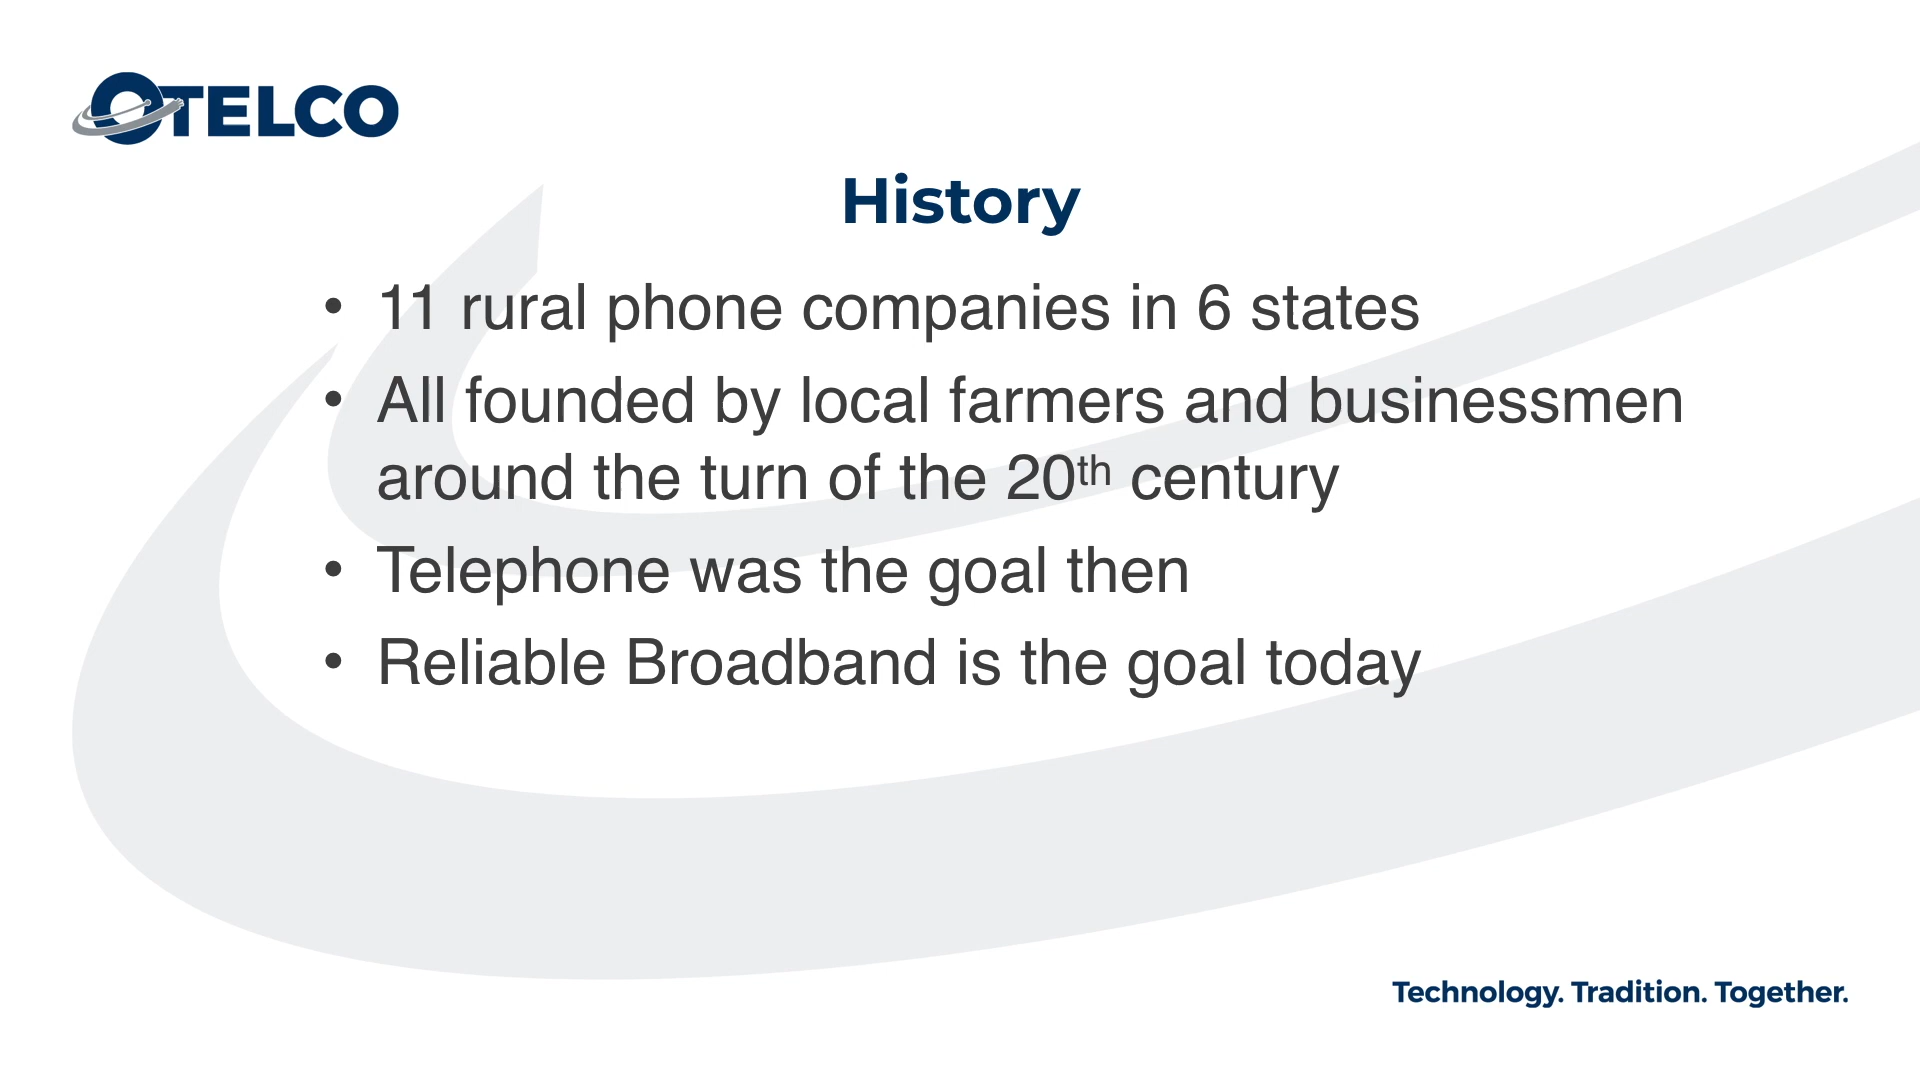 OTELCO
History
• 11 rural phone companies in 6 states
• All founded by local farmers and businessmen
around the turn of the 20th century
• Telephone was the goal then
• Reliable Broadband is the goal today
Technology. Tradition. Together.